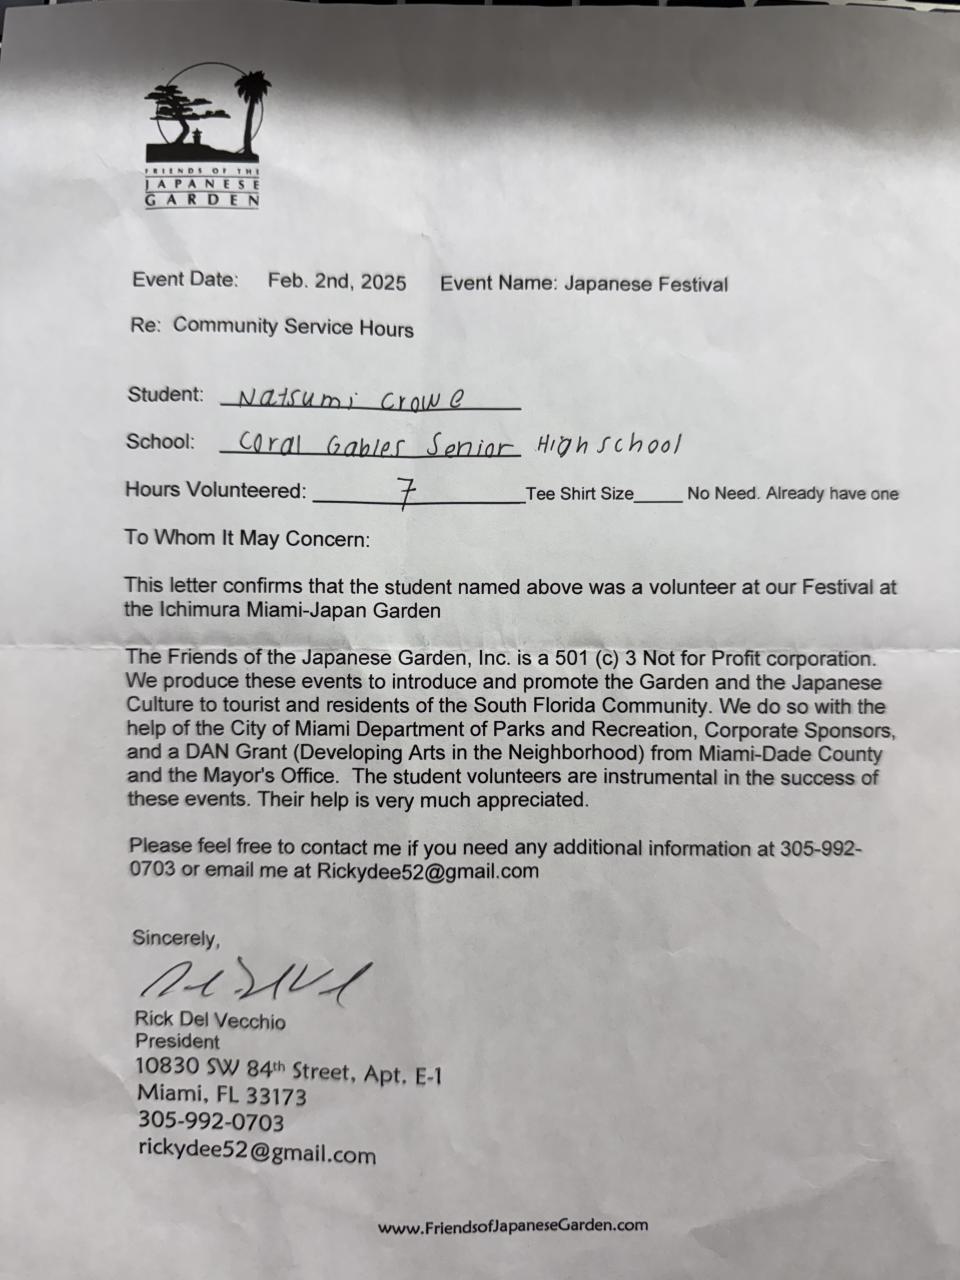 FRIENDS OF THE
JAPANESE
GARDEN
Event Date: Feb. 2nd, 2025 Event Name: Japanese Festival
Re: Community Service Hours
Student: Natsumi Crowe
School: Coral Gables Senior High school
Hours Volunteered: 7 Tee Shirt Size_____ No Need. Already have one
To Whom It May Concern:
This letter confirms that the student named above was a volunteer at our Festival at
the Ichimura Miami-Japan Garden
The Friends of the Japanese Garden, Inc. is a 501 (c) 3 Not for Profit corporation.
We produce these events to introduce and promote the Garden and the Japanese
Culture to tourist and residents of the South Florida Community. We do so with the
help of the City of Miami Department of Parks and Recreation, Corporate Sponsors,
and a DAN Grant (Developing Arts in the Neighborhood) from Miami-Dade County
and the Mayor's Office. The student volunteers are instrumental in the success of
these events. Their help is very much appreciated.
Please feel free to contact me if you need any additional information at 305-992-
0703 or email me at Rickydee52@gmail.com
Sincerely,
Rick Del Vecchio
President
10830 SW 84th Street, Apt. E-1
Miami, FL 33173
305-992-0703
rickydee52@gmail.com
www.FriendsofJapaneseGarden.com